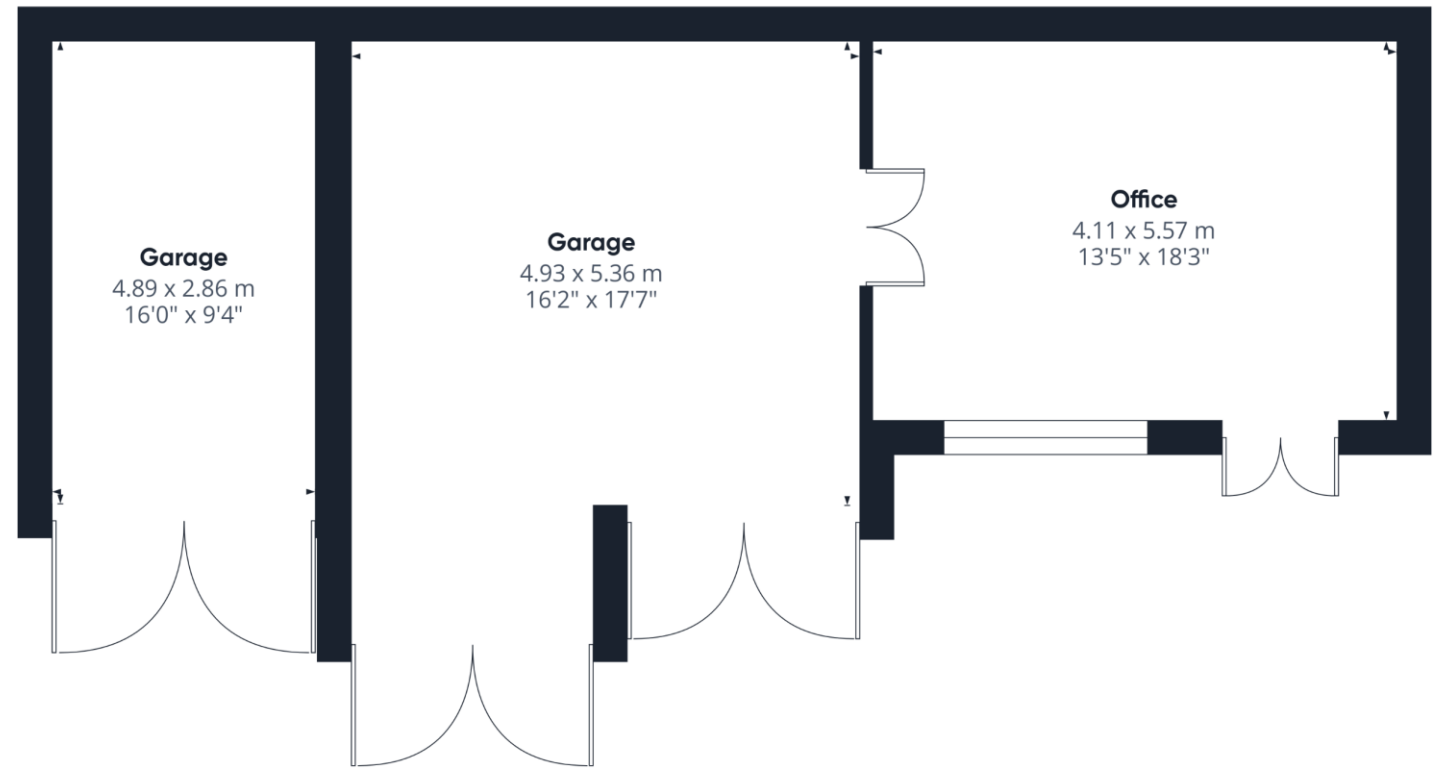 Garage
4.89 x 2.86 m
16'0" x 9'4"
Garage
4.93 x 5.36 m
16'2" x 17'7"
Office
4.11 x 5.57 m
13'5" x 18'3"